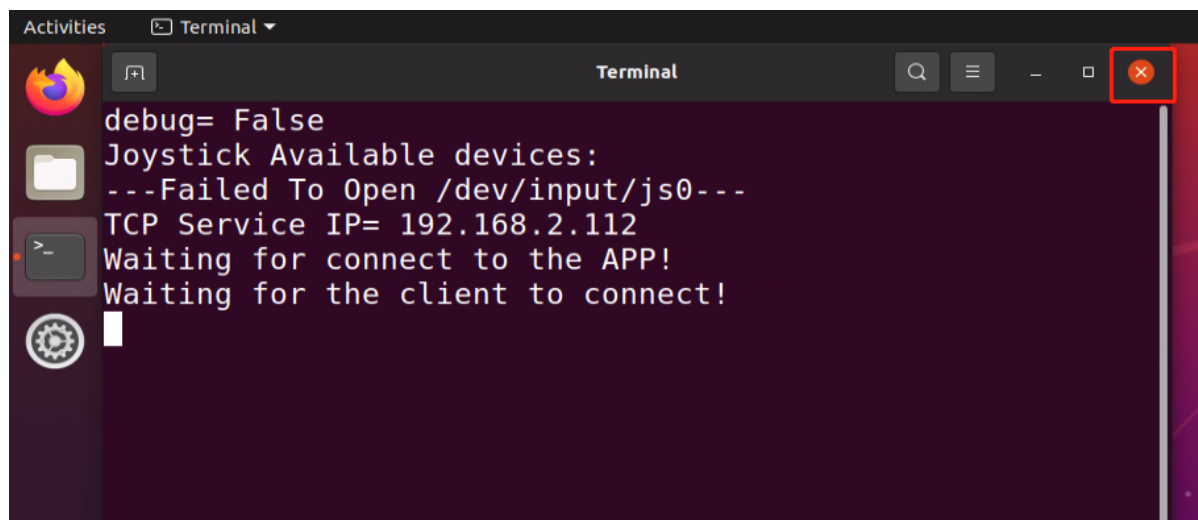 Activities Terminal
Terminal
debug= False
Joystick Available devices:
---Failed To Open /dev/input/js0---
TCP Service IP= 192.168.2.112
Waiting for connect to the APP!
Waiting for the client to connect!